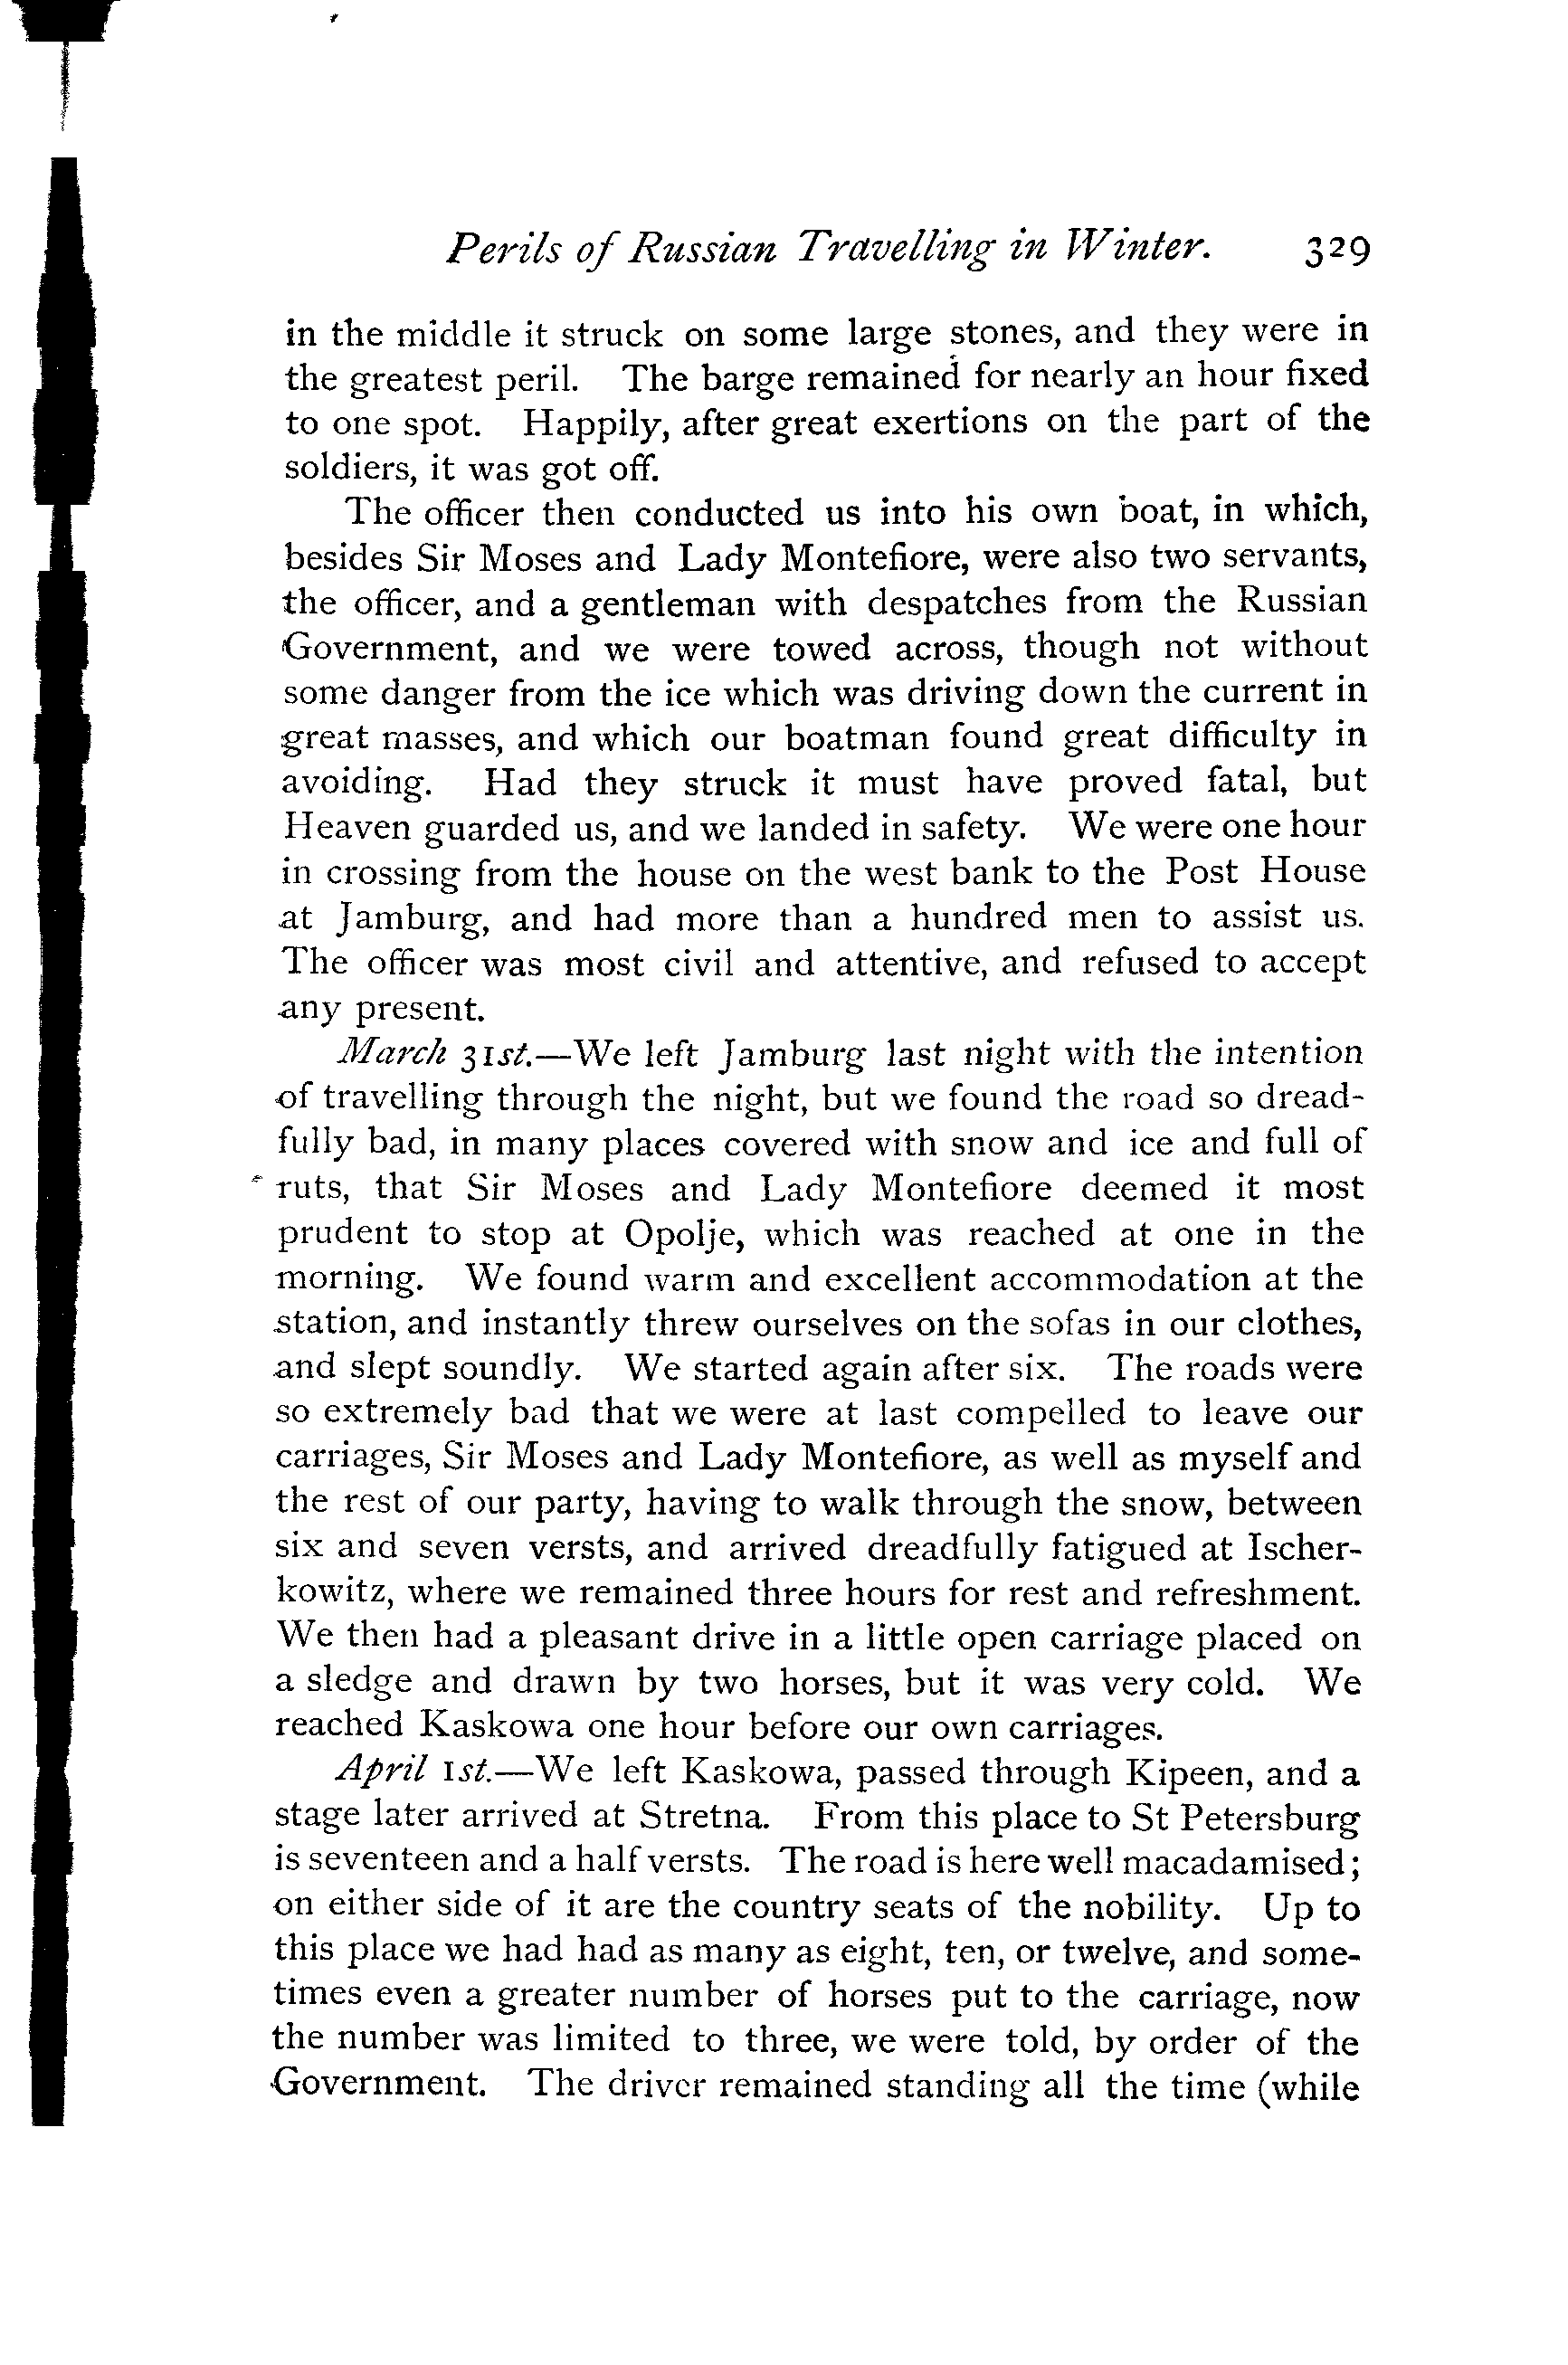 Perils of Russian Travelling in Winter. 329
in the middle it struck on some large stones, and they were in
the greatest peril. The barge remained for nearly an hour fixed
to one spot. Happily, after great exertions on the part of the
soldiers, it was got off.
The officer then conducted us into his own boat, in which,
besides Sir Moses and Lady Montefiore, were also two servants,
the officer, and a gentleman with despatches from the Russian
Government, and we were towed across, though not without
some danger from the ice which was driving down the current in
great masses, and which our boatman found great difficulty in
avoiding. Had they struck it must have proved fatal, but
Heaven guarded us, and we landed in safety. We were one hour
in crossing from the house on the west bank to the Post House
at Jamburg, and had more than a hundred men to assist us.
The officer was most civil and attentive, and refused to accept
any present.
March 31st.—We left Jamburg last night with the intention
of travelling through the night, but we found the road so dread-
fully bad, in many places covered with snow and ice and full of
ruts, that Sir Moses and Lady Montefiore deemed it most
prudent to stop at Opolje, which was reached at one in the
morning. We found warm and excellent accommodation at the
station, and instantly threw ourselves on the sofas in our clothes,
and slept soundly. We started again after six. The roads were
so extremely bad that we were at last compelled to leave our
carriages, Sir Moses and Lady Montefiore, as well as myself and
the rest of our party, having to walk through the snow, between
six and seven versts, and arrived dreadfully fatigued at Ischer-
kowitz, where we remained three hours for rest and refreshment.
We then had a pleasant drive in a little open carriage placed on
a sledge and drawn by two horses, but it was very cold. We
reached Kaskowa one hour before our own carriages.
April 1st.—We left Kaskowa, passed through Kipeen, and a
stage later arrived at Stretna. From this place to St Petersburg
is seventeen and a half versts. The road is here well macadamised;
on either side of it are the country seats of the nobility. Up to
this place we had had as many as eight, ten, or twelve, and some-
times even a greater number of horses put to the carriage, now
the number was limited to three, we were told, by order of the
Government. The driver remained standing all the time (while